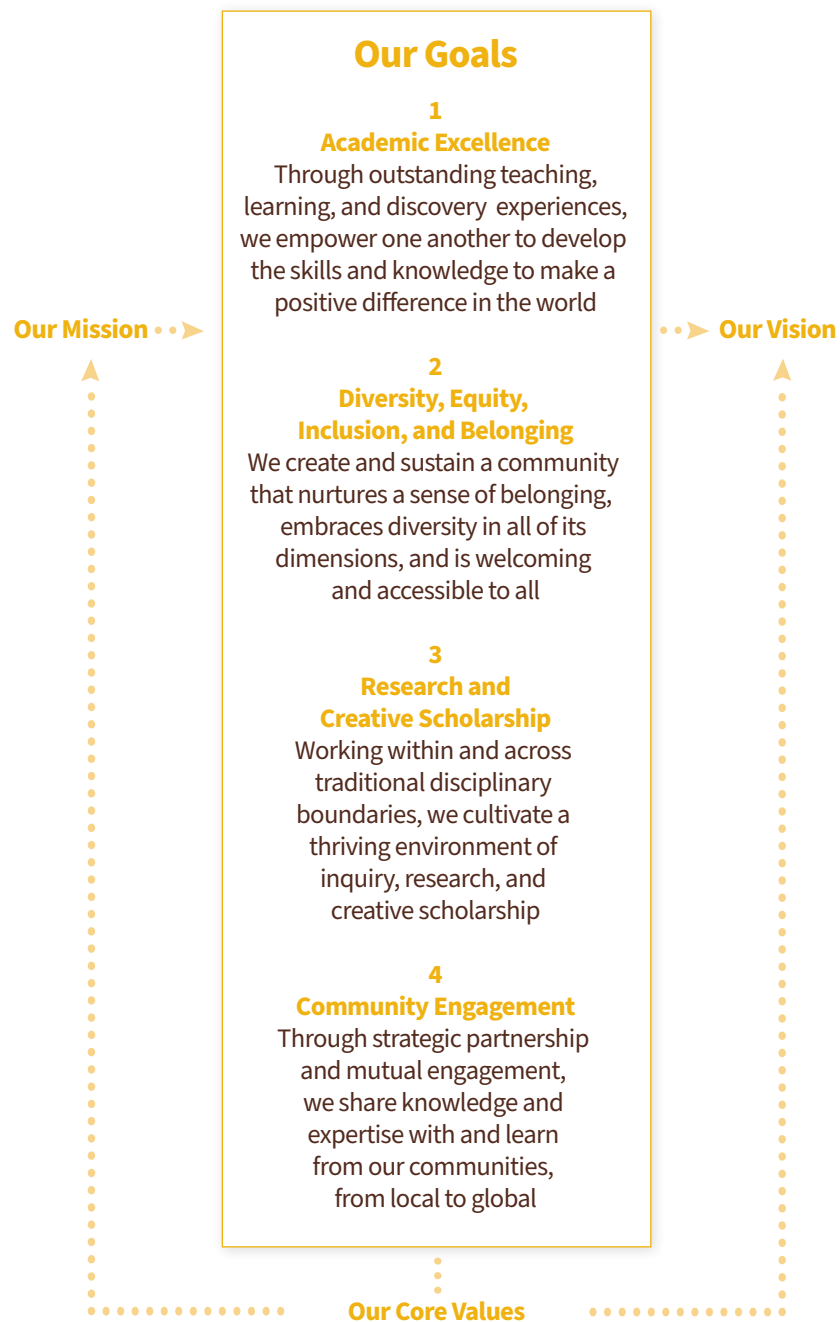 Our Goals
1
Academic Excellence
Through outstanding teaching,
learning, and discovery experiences,
we empower one another to develop
the skills and knowledge to make a
positive difference in the world
Our Mission
Our Vision
2
Diversity, Equity,
Inclusion, and Belonging
We create and sustain a community
that nurtures a sense of belonging,
embraces diversity in all of its
dimensions, and is welcoming
and accessible to all
3
Research and
Creative Scholarship
Working within and across
traditional disciplinary
boundaries, we cultivate a
thriving environment of
inquiry, research, and
creative scholarship
4
Community Engagement
Through strategic partnership
and mutual engagement,
we share knowledge and
expertise with and learn
from our communities,
from local to global
Our Core Values